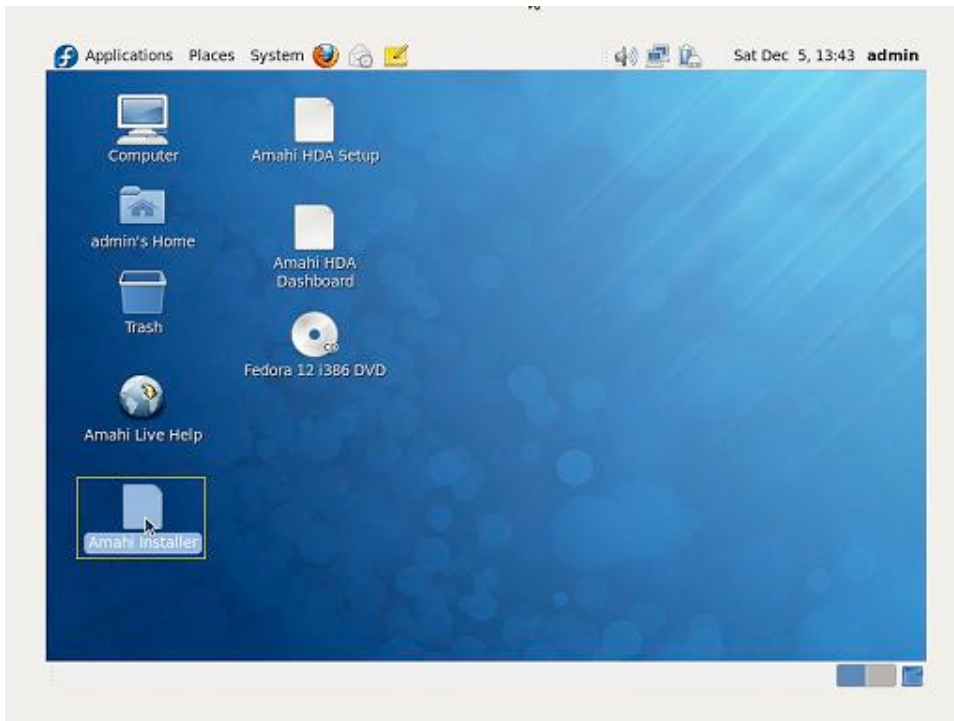 Applications Places System Sat Dec 5, 13:43 admin
Computer
Amahi HDA Setup
admin's Home
Amahi HDA
Dashboard
Trash
Fedora 12 i386 DVD
Amahi Live Help
Amahi Installer